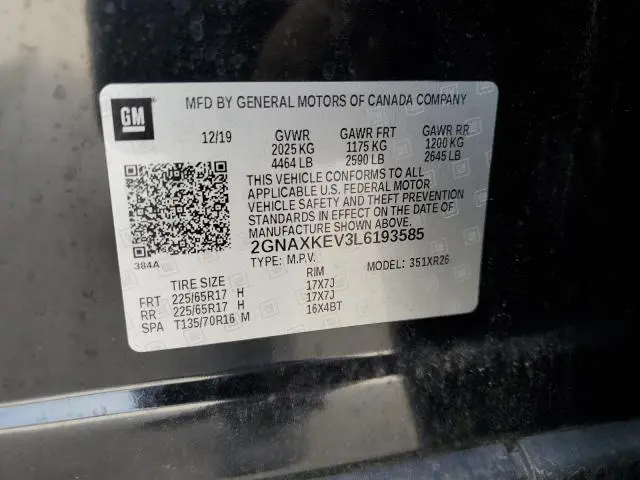 GM
MFD BY GENERAL MOTORS OF CANADA COMPANY
12/19 GVWR GAWR FRT GAWR RR
2025 KG 1175 KG 1200 KG
4464 LB 2590 LB 2645 LB
THIS VEHICLE CONFORMS TO ALL
APPLICABLE U.S. FEDERAL MOTOR
VEHICLE SAFETY AND THEFT PREVENTION
STANDARDS IN EFFECT ON THE DATE OF
MANUFACTURE SHOWN ABOVE.
2GNAXKEV3L6193585
384A TYPE: M.P.V. MODEL: 351XR26
TIRE SIZE RIM
FRT 225/65R17 H 17X7J
RR 225/65R17 H 17X7J
SPA T135/70R16 M 16X4BT